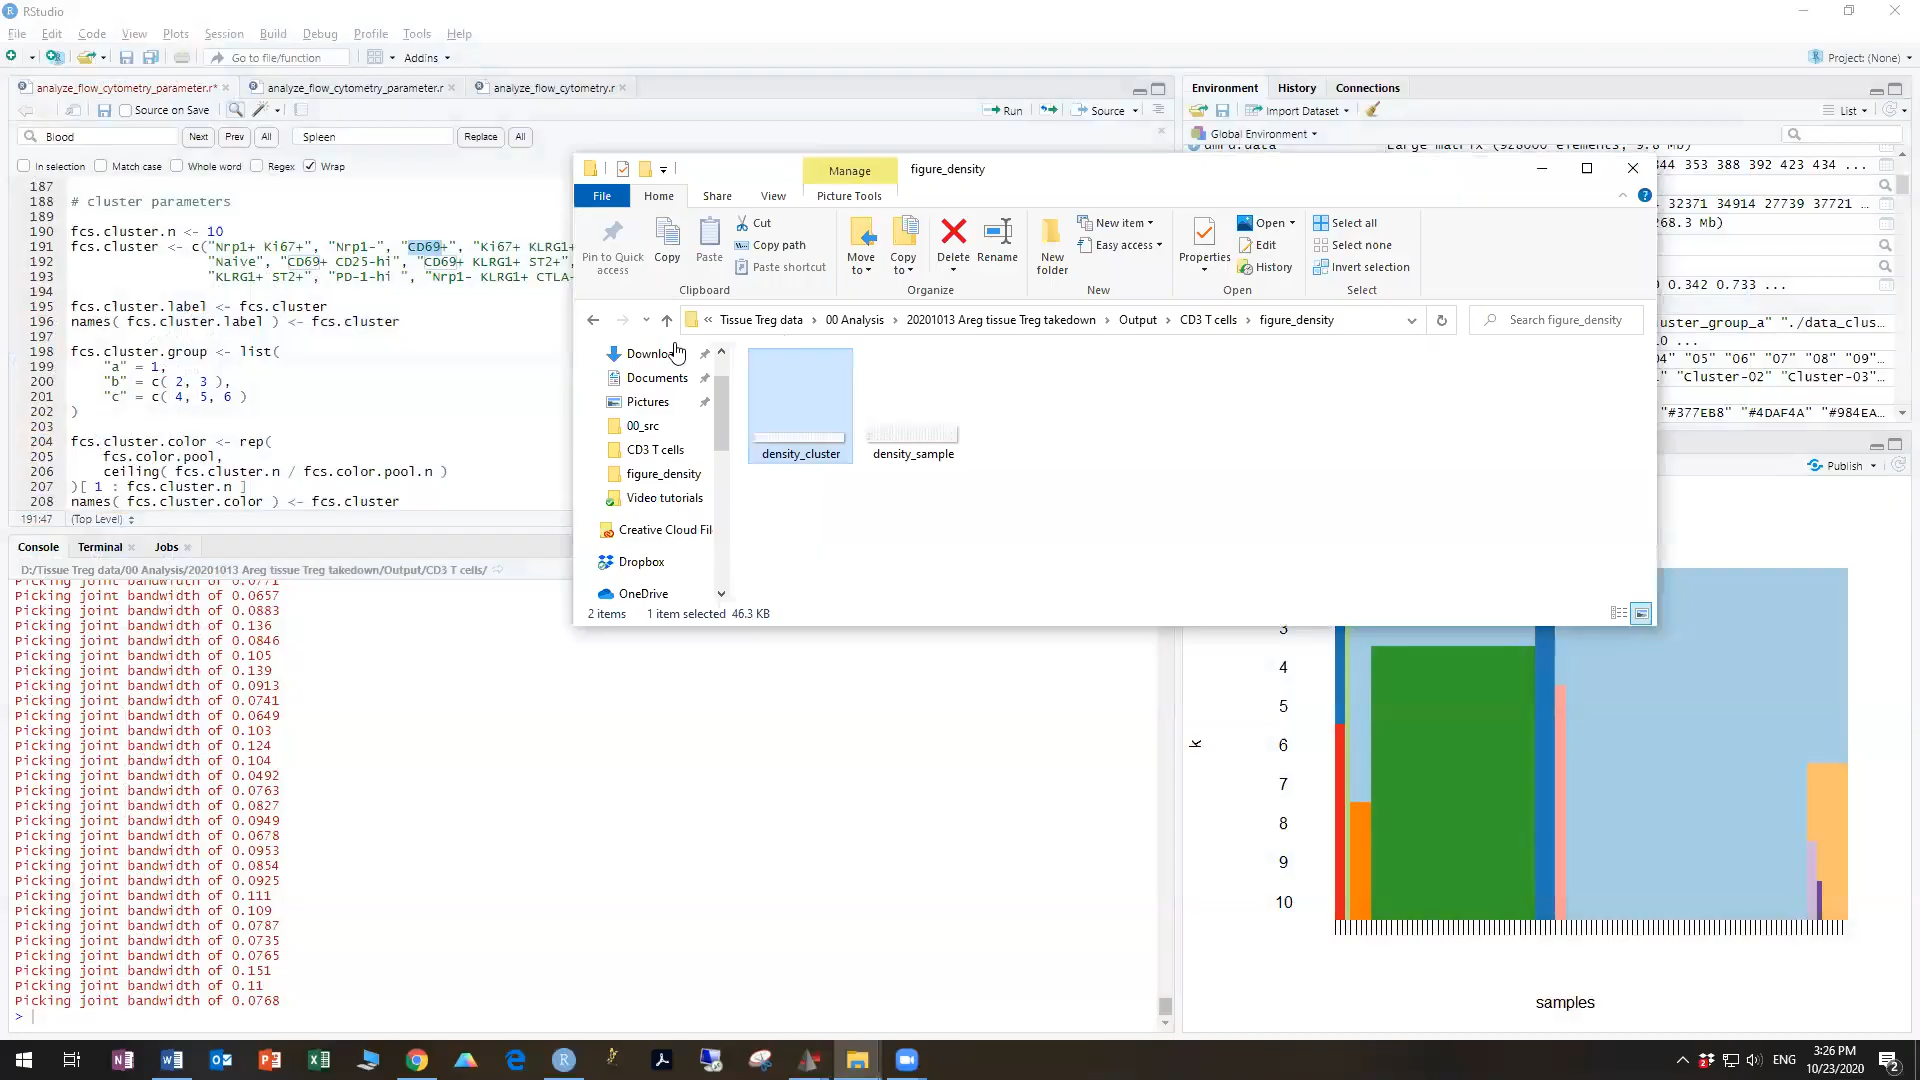 RStudio
File Edit Code View Plots Session Build Debug Profile Tools Help
Go to file/function Addins Project: (None)
analyze_flow_cytometry_parameter.r* analyze_flow_cytometry_parameter.r analyze_flow_cytometry.r
Source on Save Run Source
Blood Next Prev All Spleen Replace All
In selection Match case Whole word Regex Wrap
187
188 # cluster parameters
189
190 fcs.cluster.n <- 10
191 fcs.cluster <- c("Nrp1+ Ki67+", "Nrp1-", "CD69+", "Ki67+ KLRG1+
192 "Naive", "CD69+ CD25-hi", "CD69+ KLRG1+ ST2+",
193 "KLRG1+ ST2+", "PD-1-hi ", "Nrp1- KLRG1+ CTLA-
194
195 fcs.cluster.label <- fcs.cluster
196 names( fcs.cluster.label ) <- fcs.cluster
197
198 fcs.cluster.group <- list(
199 "a" = 1,
200 "b" = c( 2, 3 ),
201 "c" = c( 4, 5, 6 )
202 )
203
204 fcs.cluster.color <- rep(
205 fcs.color.pool,
206 ceiling( fcs.cluster.n / fcs.color.pool.n )
207 )[ 1 : fcs.cluster.n ]
208 names( fcs.cluster.color ) <- fcs.cluster
191:47 (Top Level)
Console Terminal Jobs
D:/Tissue Treg data/00 Analysis/20201013 Areg tissue Treg takedown/Output/CD3 T cells/
Picking joint bandwidth of 0.0771
Picking joint bandwidth of 0.0657
Picking joint bandwidth of 0.0883
Picking joint bandwidth of 0.136
Picking joint bandwidth of 0.0846
Picking joint bandwidth of 0.105
Picking joint bandwidth of 0.139
Picking joint bandwidth of 0.0913
Picking joint bandwidth of 0.0741
Picking joint bandwidth of 0.0649
Picking joint bandwidth of 0.103
Picking joint bandwidth of 0.124
Picking joint bandwidth of 0.104
Picking joint bandwidth of 0.0492
Picking joint bandwidth of 0.0763
Picking joint bandwidth of 0.0827
Picking joint bandwidth of 0.0949
Picking joint bandwidth of 0.0678
Picking joint bandwidth of 0.0953
Picking joint bandwidth of 0.0854
Picking joint bandwidth of 0.0925
Picking joint bandwidth of 0.111
Picking joint bandwidth of 0.109
Picking joint bandwidth of 0.0787
Picking joint bandwidth of 0.0735
Picking joint bandwidth of 0.0765
Picking joint bandwidth of 0.151
Picking joint bandwidth of 0.11
Picking joint bandwidth of 0.0768
>
Manage figure_density
File Home Share View Picture Tools
Pin to Quick access Copy Paste Cut Copy path Paste shortcut
Move to Copy to Delete Rename New folder New item Easy access
Properties Open Edit History Select all Select none Invert selection
Clipboard Organize New Open Select
« Tissue Treg data › 00 Analysis › 20201013 Areg tissue Treg takedown › Output › CD3 T cells › figure_density
Search figure_density
Downloa
Documents
Pictures
00_src
CD3 T cells
figure_density
Video tutorials
Creative Cloud Fil
Dropbox
OneDrive
density_cluster density_sample
2 items 1 item selected 46.3 KB
Environment History Connections
Import Dataset List
Global Environment
Large matrix (928000 elements, 9.8 Mb)
344 353 388 392 423 434 ...
32371 34914 27739 37721 ...
268.3 Mb)
0.342 0.733 ...
uster_group_a" "./data_clus…
10 ...
04" "05" "06" "07" "08" "09"…
" "Cluster-02" "Cluster-03"…
"#377EB8" "#4DAF4A" "#984EA…
Publish
3
4
5
k 6
7
8
9
10
samples
ENG
3:26 PM
10/23/2020
2